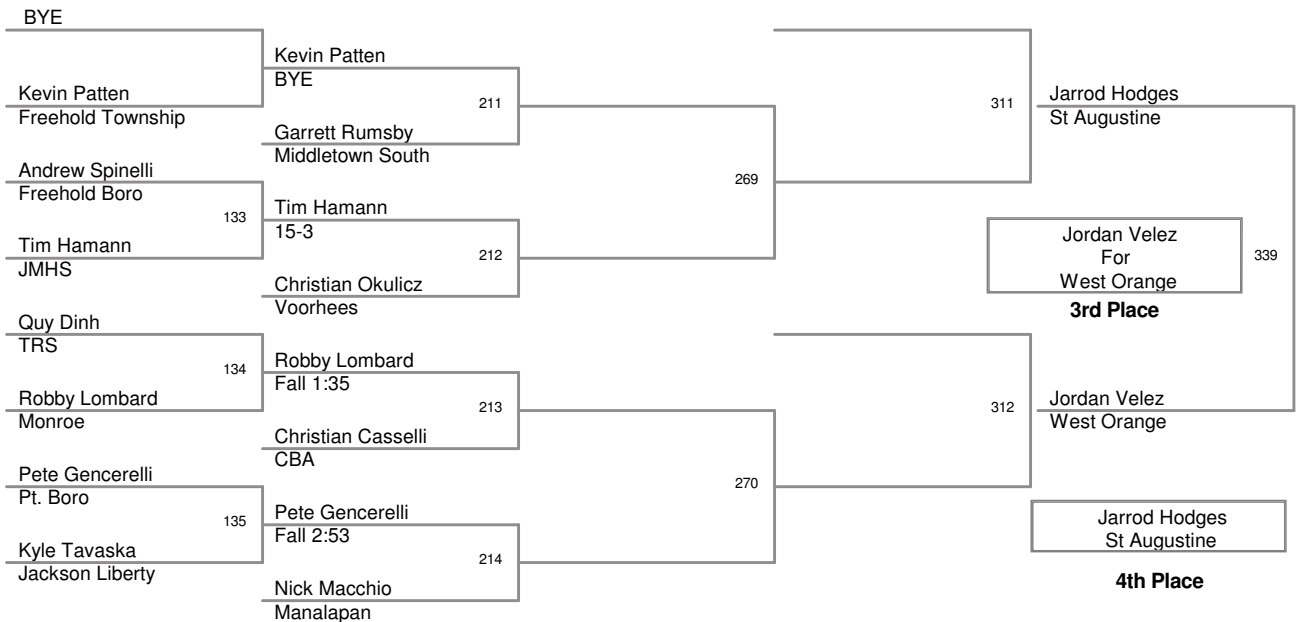 BYE
Kevin Patten
Freehold Township
Andrew Spinelli
Freehold Boro
133
Tim Hamann
JMHS
Quy Dinh
TRS
134
Robby Lombard
Monroe
Pete Gencerelli
Pt. Boro
135
Kyle Tavaska
Jackson Liberty
Kevin Patten
BYE
211
Garrett Rumsby
Middletown South
Tim Hamann
15-3
212
Christian Okulicz
Voorhees
Robby Lombard
Fall 1:35
213
Christian Casselli
CBA
Pete Gencerelli
Fall 2:53
214
Nick Macchio
Manalapan
269
270
311
312
Jarrod Hodges
St Augustine
Jordan Velez
For
West Orange
339
3rd Place
Jordan Velez
West Orange
Jarrod Hodges
St Augustine
4th Place